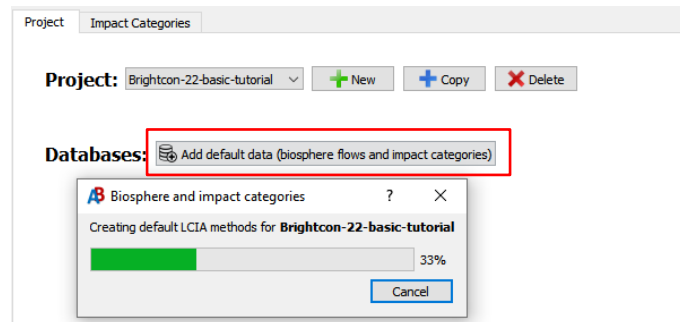 Project Impact Categories
Project: Brightcon-22-basic-tutorial New Copy Delete
Databases: Add default data (biosphere flows and impact categories)
AB Biosphere and impact categories ? X
Creating default LCIA methods for Brightcon-22-basic-tutorial
33%
Cancel